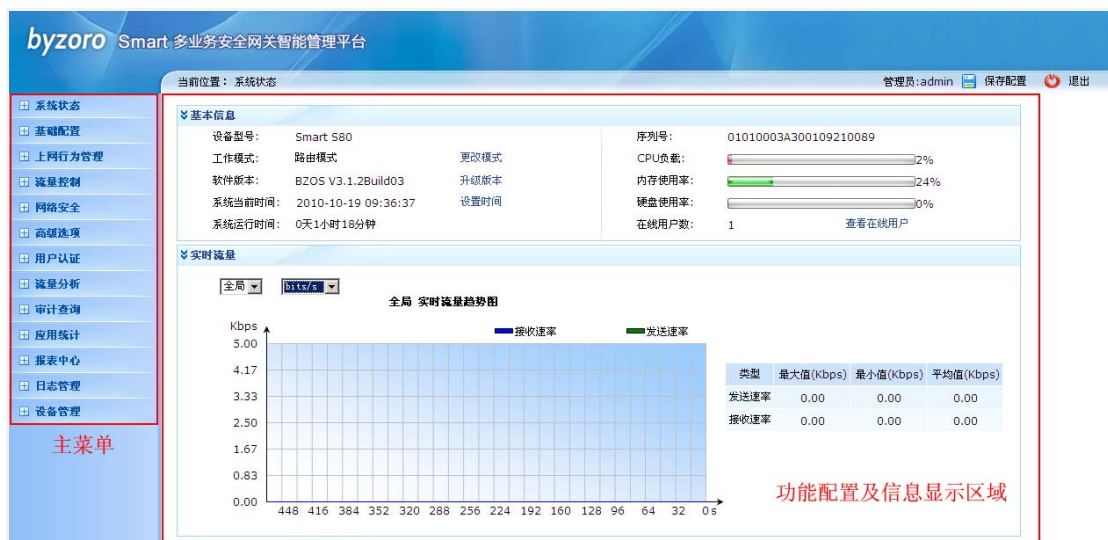 byzoro Smart 多业务安全网关智能管理平台
当前位置： 系统状态
管理员:admin 保存配置 退出
系统状态
基础配置
上网行为管理
流量控制
网络安全
高级选项
用户认证
流量分析
审计查询
应用统计
报表中心
日志管理
设备管理
主菜单
基本信息
设备型号: Smart S80
工作模式: 路由模式 更改模式
软件版本: BZOS V3.1.2Build03 升级版本
系统当前时间: 2010-10-19 09:36:37 设置时间
系统运行时间: 0天1小时18分钟
序列号: 01010003A300109210089
CPU负载: 2%
内存使用率: 24%
硬盘使用率: 0%
在线用户数: 1 查看在线用户
实时流量
全局 bits/s
全局 实时流量趋势图
Kbps
接收速率 发送速率
5.00
4.17
3.33
2.50
1.67
0.83
0.00
448 416 384 352 320 288 256 224 192 160 128 96 64 32 0 s
类型 最大值(Kbps) 最小值(Kbps) 平均值(Kbps)
发送速率 0.00 0.00 0.00
接收速率 0.00 0.00 0.00
功能配置及信息显示区域